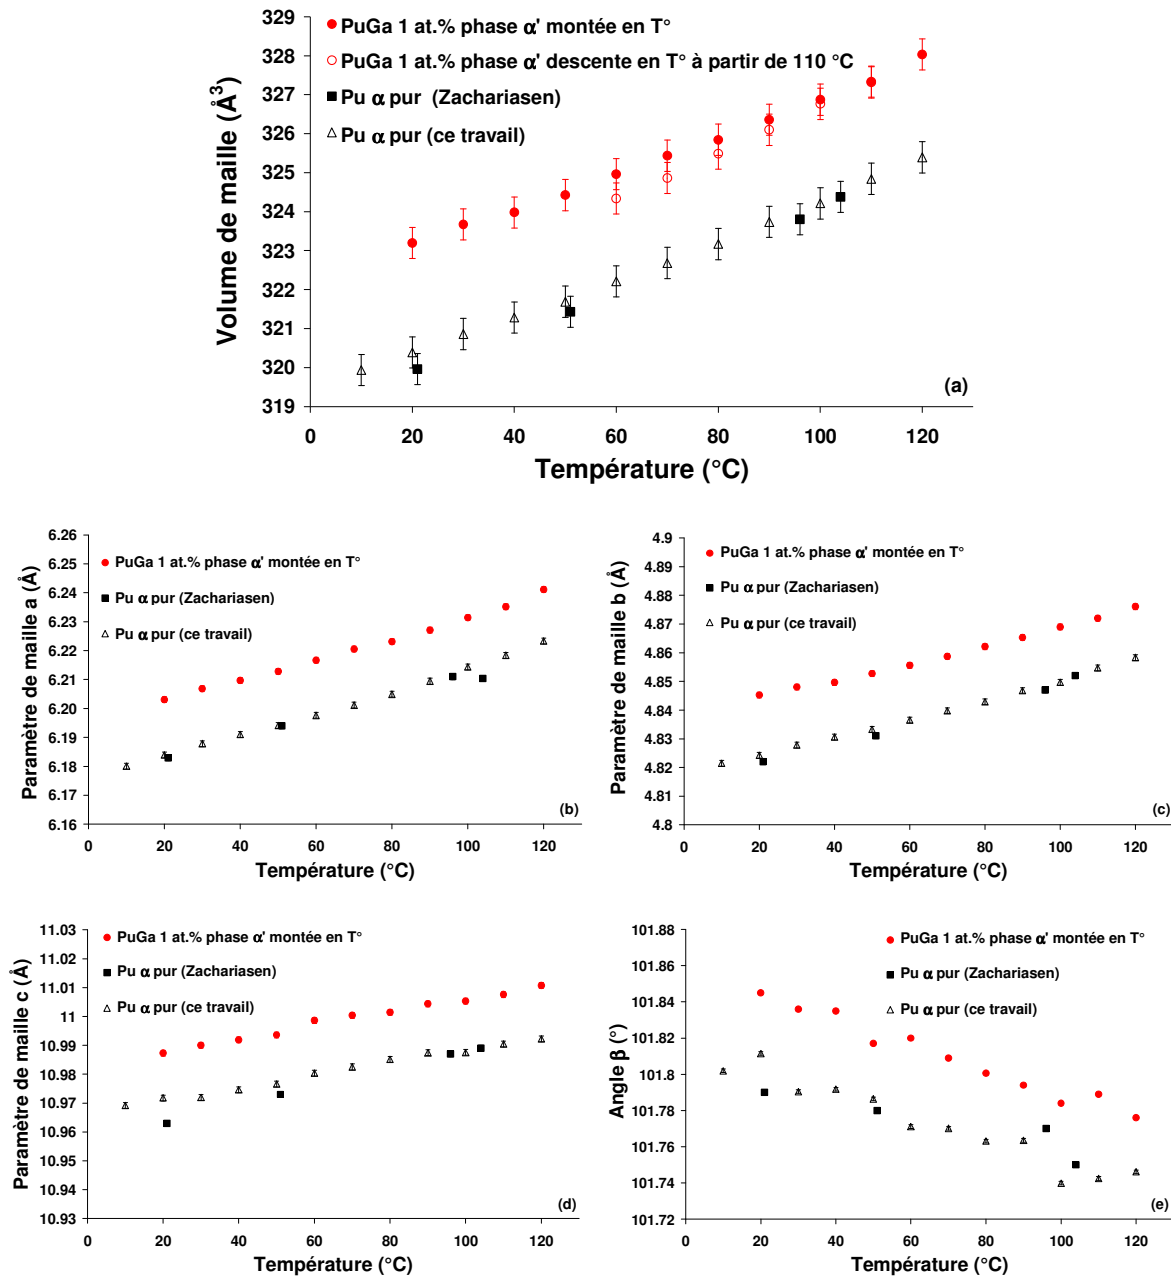 329
328
327
326
325
324
323
322
321
320
319
Volume de maille (Å³)
PuGa 1 at.% phase α' montée en T°
PuGa 1 at.% phase α' descente en T° à partir de 110 °C
Pu α pur (Zachariasen)
Pu α pur (ce travail)
(a)
0 20 40 60 80 100 120
Température (°C)
6.26
6.25
6.24
6.23
6.22
6.21
6.20
6.19
6.18
6.17
6.16
Paramètre de maille a (Å)
PuGa 1 at.% phase α' montée en T°
Pu α pur (Zachariasen)
Pu α pur (ce travail)
(b)
0 20 40 60 80 100 120
Température (°C)
4.9
4.89
4.88
4.87
4.86
4.85
4.84
4.83
4.82
4.81
4.8
Paramètre de maille b (Å)
PuGa 1 at.% phase α' montée en T°
Pu α pur (Zachariasen)
Pu α pur (ce travail)
(c)
0 20 40 60 80 100 120
Température (°C)
11.03
11.02
11.01
11
10.99
10.98
10.97
10.96
10.95
10.94
10.93
Paramètre de maille c (Å)
PuGa 1 at.% phase α' montée en T°
Pu α pur (Zachariasen)
Pu α pur (ce travail)
(d)
0 20 40 60 80 100 120
Température (°C)
101.88
101.86
101.84
101.82
101.8
101.78
101.76
101.74
101.72
Angle β (°)
PuGa 1 at.% phase α' montée en T°
Pu α pur (Zachariasen)
Pu α pur (ce travail)
(e)
0 20 40 60 80 100 120
Température (°C)